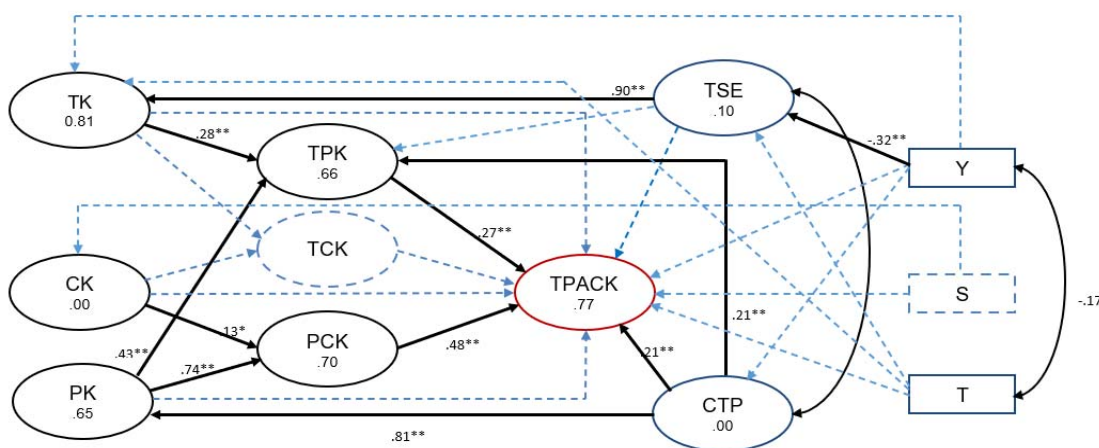 TK
0.81
.28**
TPK
.66
.90**
TSE
.10
-.32**
Y
TCK
.27**
CK
.00
TPACK
.77
S
-.17
.13*
PCK
.70
.48**
.21**
.21**
.43**
.74**
PK
.65
CTP
.00
T
.81**